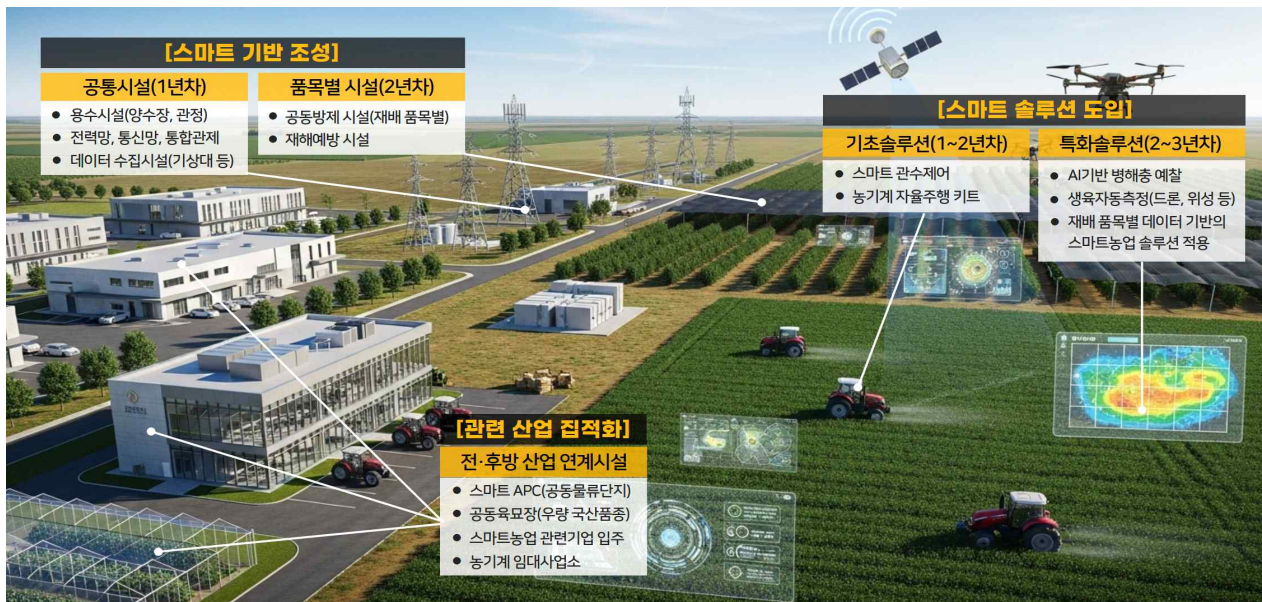 [스마트 기반 조성]
공통시설(1년차)
• 용수시설(양수장, 관정)
• 전력망, 통신망, 통합관제
• 데이터 수집시설(기상대 등)
품목별 시설(2년차)
• 공동방제 시설(재배 품목별)
• 재해예방 시설
[스마트 솔루션 도입]
기초솔루션(1~2년차)
• 스마트 관수제어
• 농기계 자율주행 키트
특화솔루션(2~3년차)
• AI기반 병해충 예찰
• 생육자동측정(드론, 위성 등)
• 재배 품목별 데이터 기반의
스마트농업 솔루션 적용
[관련 산업 집적화]
전·후방 산업 연계시설
• 스마트 APC(공동물류단지)
• 공동육묘장(우량 국산품종)
• 스마트농업 관련기업 입주
• 농기계 임대사업소